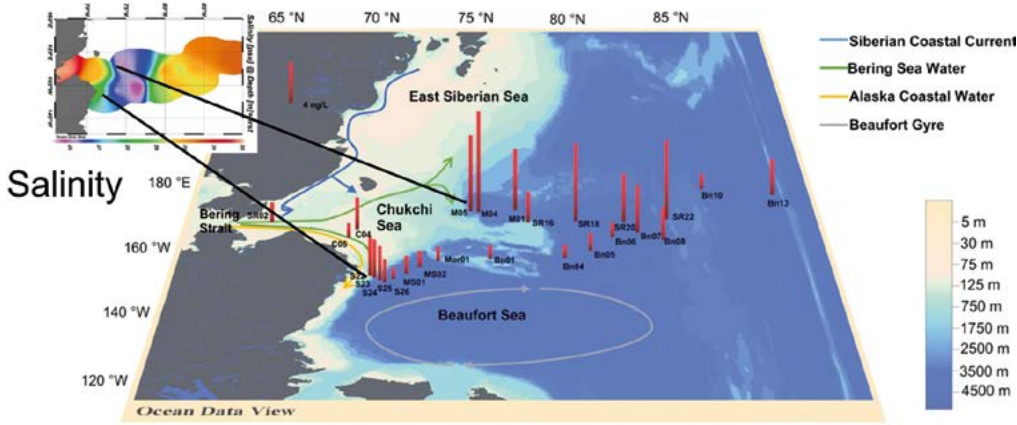 65 °N
70 °N
75 °N
80 °N
85 °N
Siberian Coastal Current
Bering Sea Water
Alaska Coastal Water
Beaufort Gyre
4 ng/L
East Siberian Sea
Salinity
180 °E
160 °W
140 °W
120 °W
Bering
Strait
Chukchi
Sea
Beaufort Sea
SR02
C04
C05
M05
M04
M01
SR16
SR18
SR20
SR22
Bn10
Bn13
Bn06
Bn07
Bn08
Bn05
Bn04
Bn01
Mor01
MS02
MS01
S26
S25
S24
S23
5 m
30 m
75 m
125 m
250 m
750 m
1750 m
2500 m
3500 m
4500 m
Ocean Data View